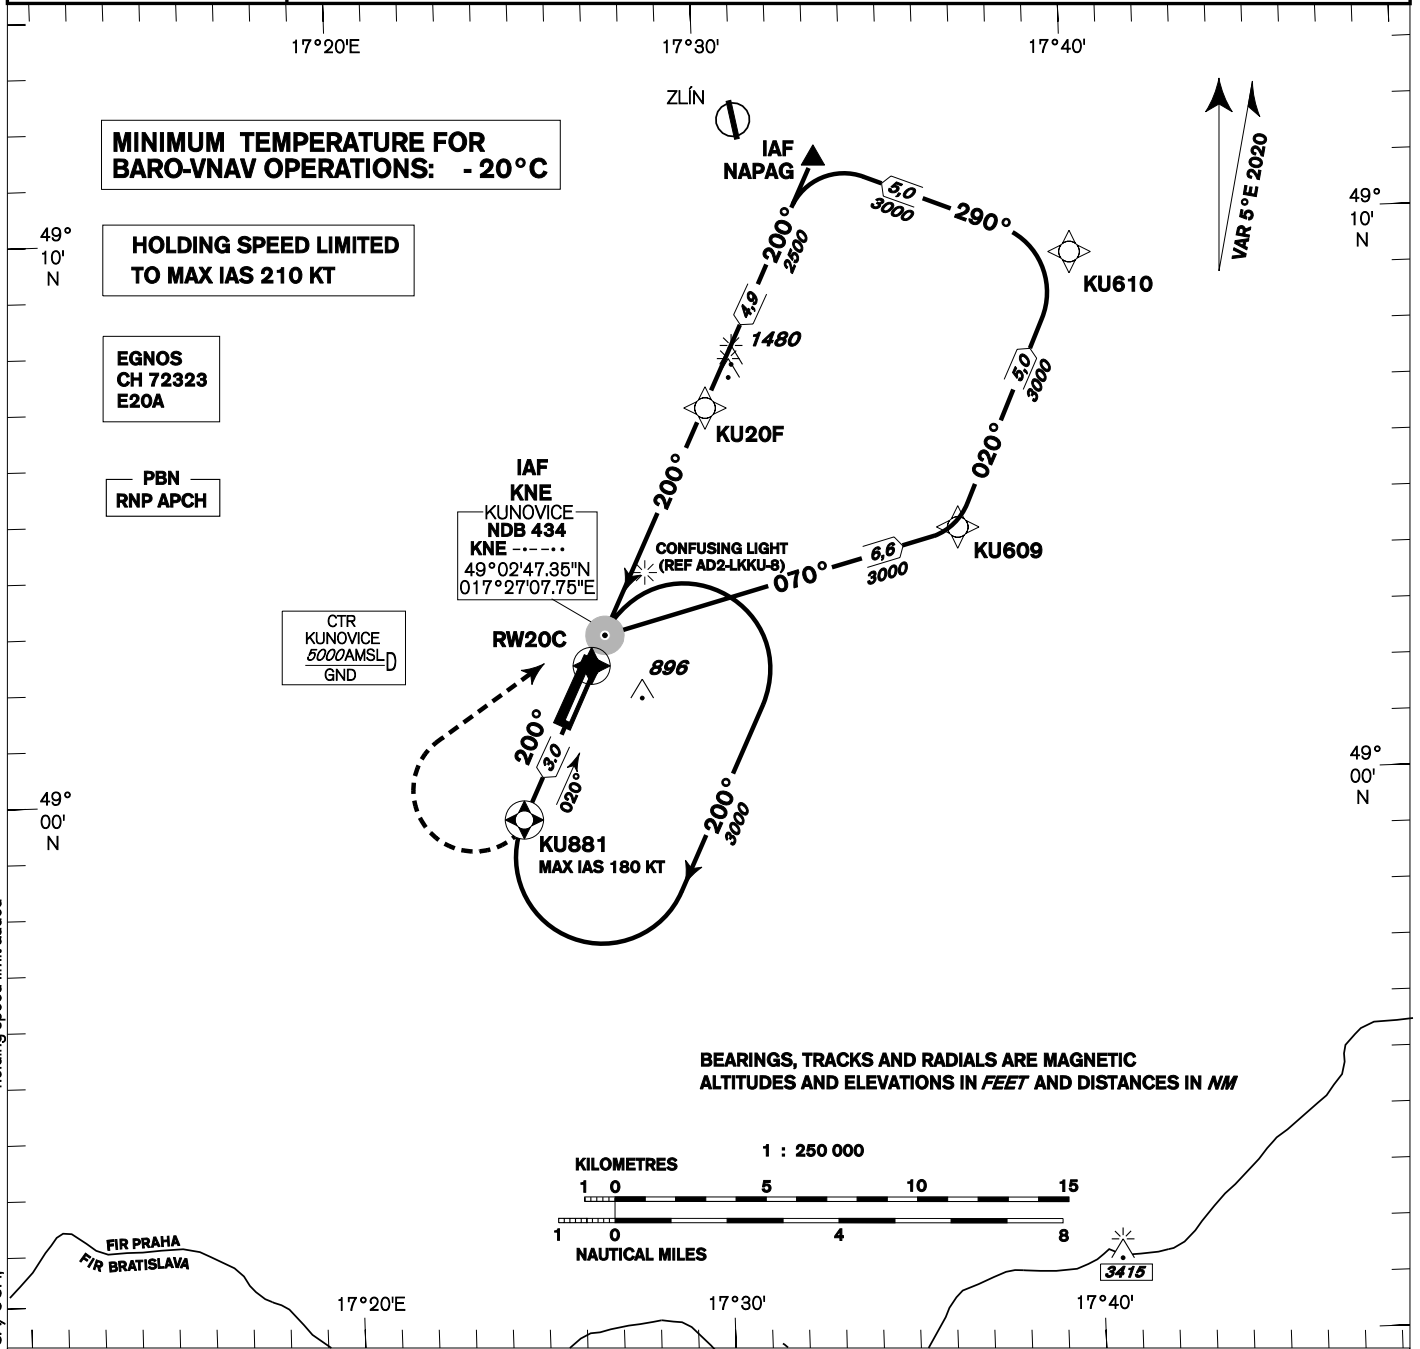 17°20'E
17°30'
17°40'
ZLÍN
MINIMUM TEMPERATURE FOR
BARO-VNAV OPERATIONS: - 20°C
IAF
NAPAG
VAR 5°E 2020
5,0
3000
290°
49°
10'
N
HOLDING SPEED LIMITED
TO MAX IAS 210 KT
49°
10'
N
200°
2500
KU610
4,9
1480
EGNOS
CH 72323
E20A
5,0
3000
KU20F
020°
PBN
RNP APCH
200°
IAF
KNE
KUNOVICE
NDB 434
KNE -·- -· ·
49°02'47.35"N
017°27'07.75"E
CONFUSING LIGHT
(REF AD2-LKKU-8)
KU609
6,6
3000
070°
CTR
KUNOVICE
5000AMSL D
GND
RW20C
896
200°
3.0
020°
49°
00'
N
49°
00'
N
200°
3000
KU881
MAX IAS 180 KT
BEARINGS, TRACKS AND RADIALS ARE MAGNETIC
ALTITUDES AND ELEVATIONS IN FEET AND DISTANCES IN NM
1 : 250 000
KILOMETRES
1 0 5 10 15
1 0 4 8
NAUTICAL MILES
FIR PRAHA
FIR BRATISLAVA
3415
17°20'E
17°30'
17°40'